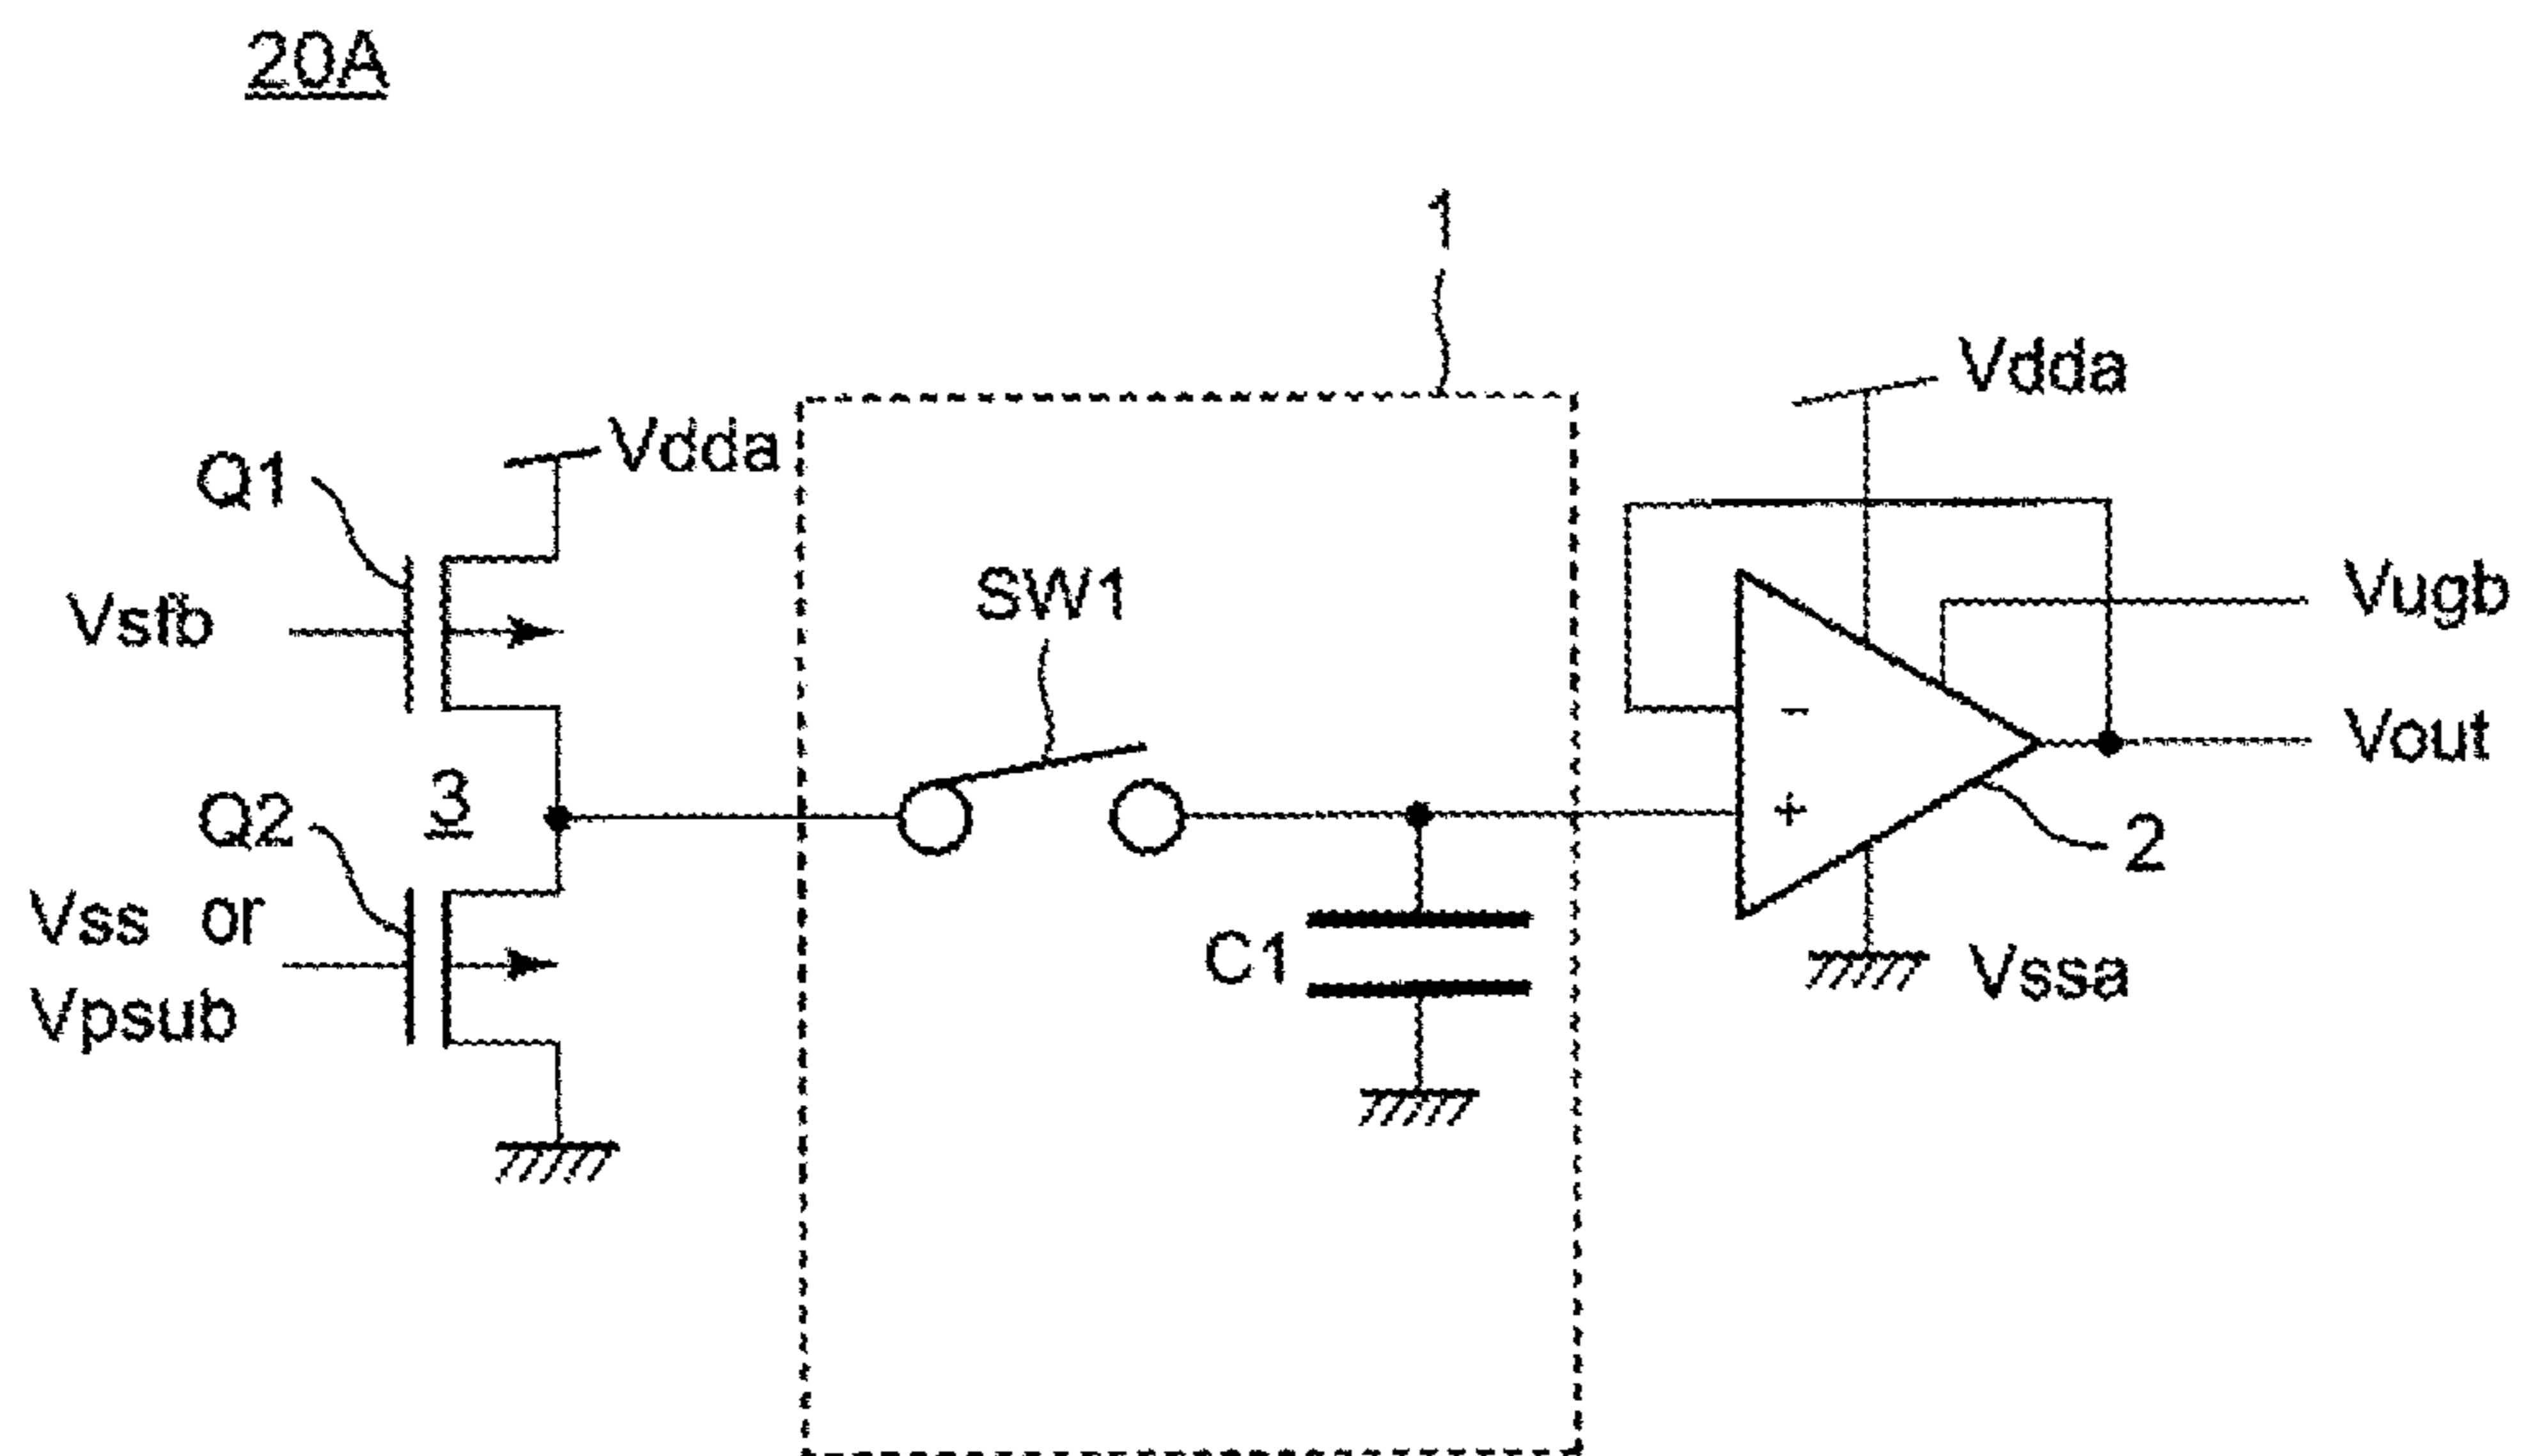 20A
1
Vdda
Vdda
Q1
Vsfb
SW1
Vugb
Vout
−
3
Q2
+
2
Vss or
Vpsub
C1
Vssa